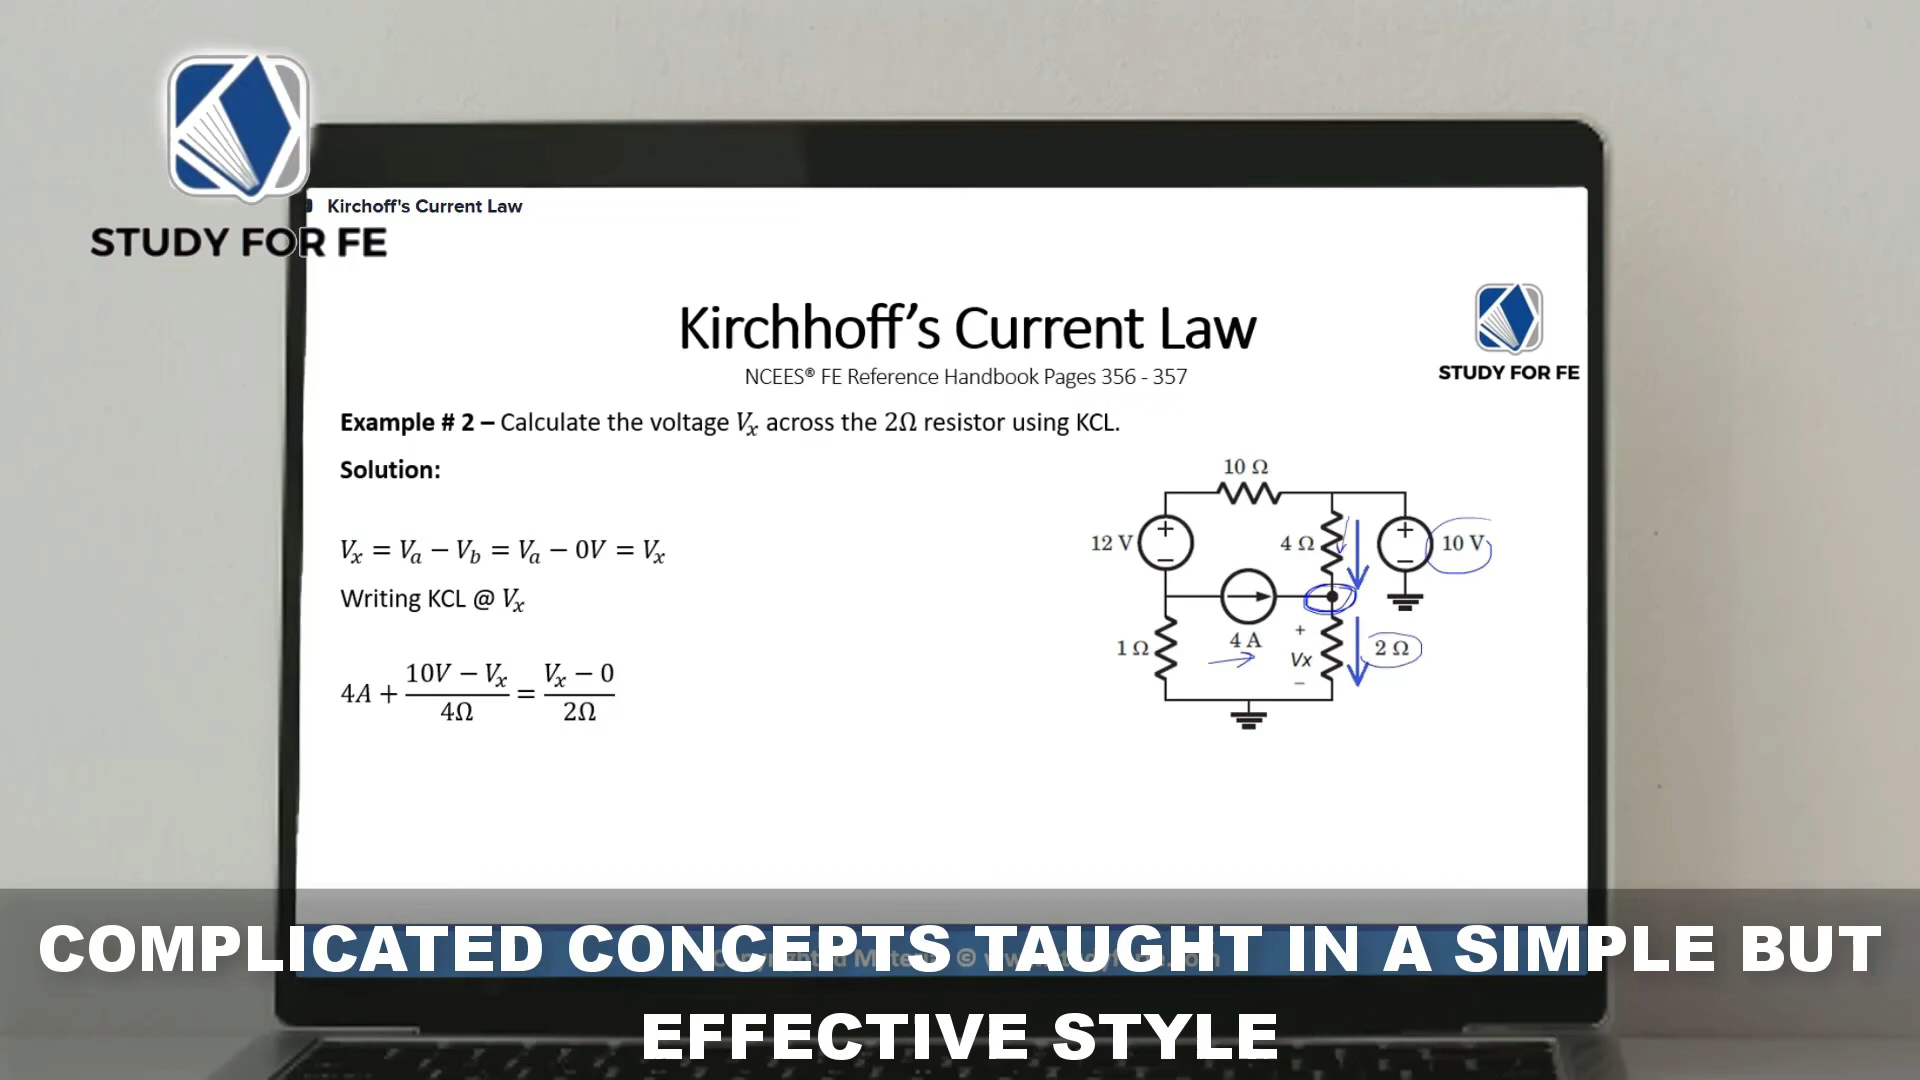 STUDY FOR FE
Kirchoff's Current Law
Kirchhoff's Current Law
NCEES® FE Reference Handbook Pages 356 - 357
STUDY FOR FE
Example # 2 – Calculate the voltage Vx across the 2Ω resistor using KCL.
Solution:
Vx = Va − Vb = Va − 0V = Vx
Writing KCL @ Vx
4A + (10V − Vx)/4Ω = (Vx − 0)/2Ω
10 Ω
12 V
4 Ω
10 V
1 Ω
4 A
+
Vx
−
2 Ω
COMPLICATED CONCEPTS TAUGHT IN A SIMPLE BUT
EFFECTIVE STYLE